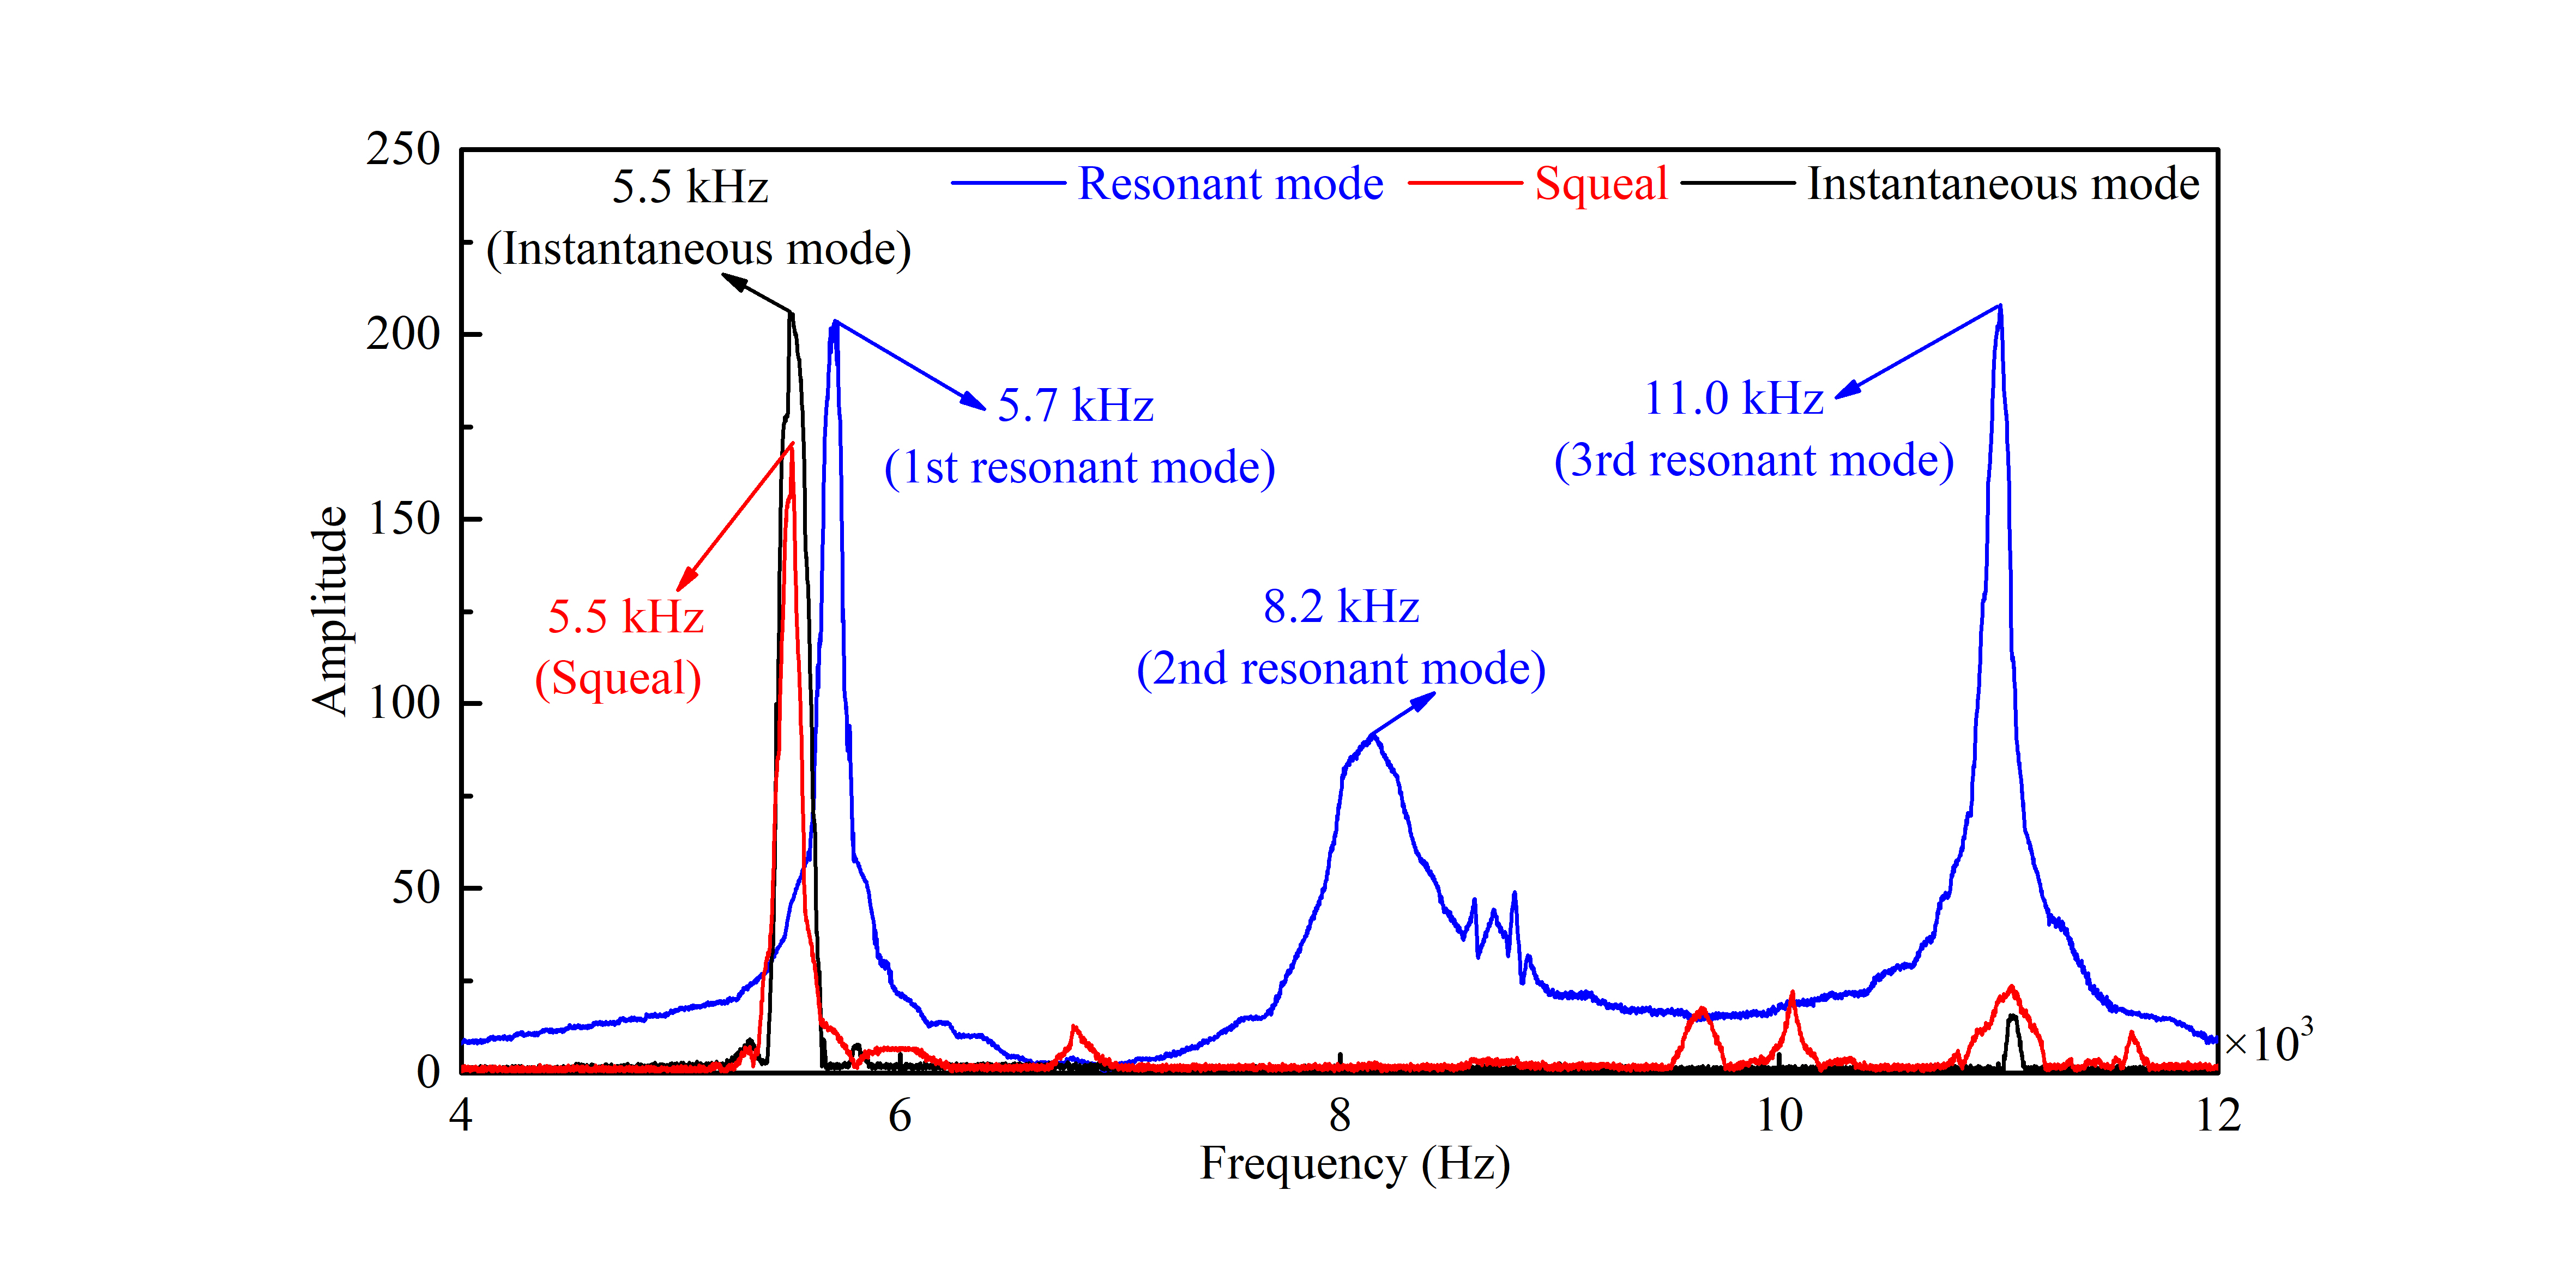 250
200
150
100
50
0
Amplitude
5.5 kHz
(Instantaneous mode)
Resonant mode
Squeal
Instantaneous mode
5.7 kHz
(1st resonant mode)
11.0 kHz
(3rd resonant mode)
5.5 kHz
(Squeal)
8.2 kHz
(2nd resonant mode)
×10³
4
6
8
10
12
Frequency (Hz)